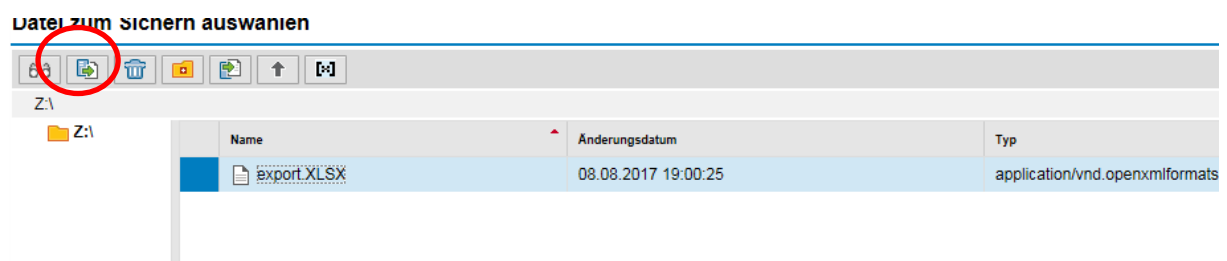 Datei zum Sichern auswählen
Z:\
Z:\
Name Änderungsdatum Typ
export.XLSX 08.08.2017 19:00:25 application/vnd.openxmlformats